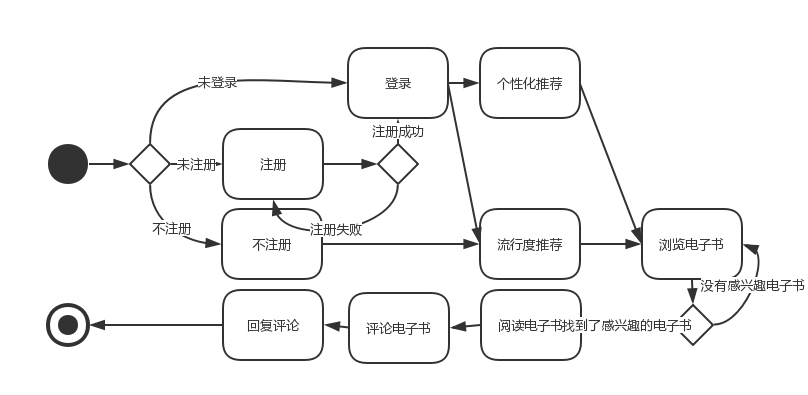 未登录
登录
个性化推荐
注册成功
未注册
注册
不注册
注册失败
不注册
流行度推荐
浏览电子书
没有感兴趣电子书
回复评论
评论电子书
阅读电子书
找到了感兴趣的电子书